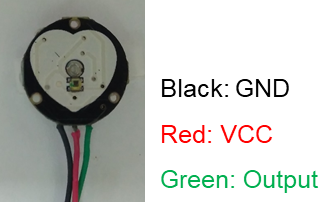 Black: GND
Red: VCC
Green: Output